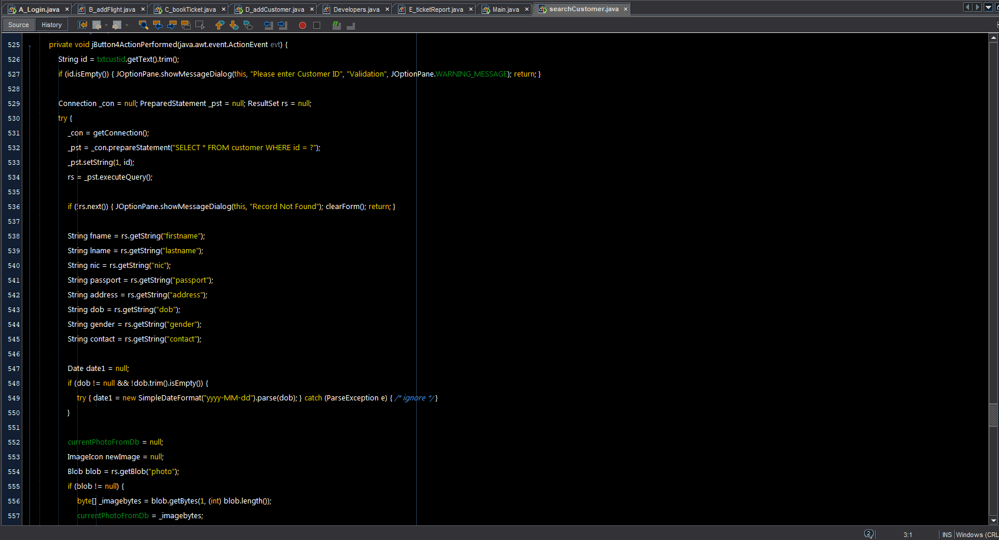 A_Login.java × B_addFlight.java × C_bookTicket.java × D_addCustomer.java × Developers.java × E_ticketReport.java × Main.java × searchCustomer.java ×
Source History
525 private void jButton4ActionPerformed(java.awt.event.ActionEvent evt) {
526 String id = txtcustid.getText().trim();
527 if (id.isEmpty()) { JOptionPane.showMessageDialog(this, "Please enter Customer ID", "Validation", JOptionPane.WARNING_MESSAGE); return; }
528
529 Connection _con = null; PreparedStatement _pst = null; ResultSet rs = null;
530 try {
531 _con = getConnection();
532 _pst = _con.prepareStatement("SELECT * FROM customer WHERE id = ?");
533 _pst.setString(1, id);
534 rs = _pst.executeQuery();
535
536 if (!rs.next()) { JOptionPane.showMessageDialog(this, "Record Not Found"); clearForm(); return; }
537
538 String fname = rs.getString("firstname");
539 String lname = rs.getString("lastname");
540 String nic = rs.getString("nic");
541 String passport = rs.getString("passport");
542 String address = rs.getString("address");
543 String dob = rs.getString("dob");
544 String gender = rs.getString("gender");
545 String contact = rs.getString("contact");
546
547 Date date1 = null;
548 if (dob != null && !dob.trim().isEmpty()) {
549 try { date1 = new SimpleDateFormat("yyyy-MM-dd").parse(dob); } catch (ParseException e) { /* ignore */ }
550 }
551
552 currentPhotoFromDb = null;
553 ImageIcon newImage = null;
554 Blob blob = rs.getBlob("photo");
555 if (blob != null) {
556 byte[] _imagebytes = blob.getBytes(1, (int) blob.length());
557 currentPhotoFromDb = _imagebytes;
2 3:1 INS Windows (CRL